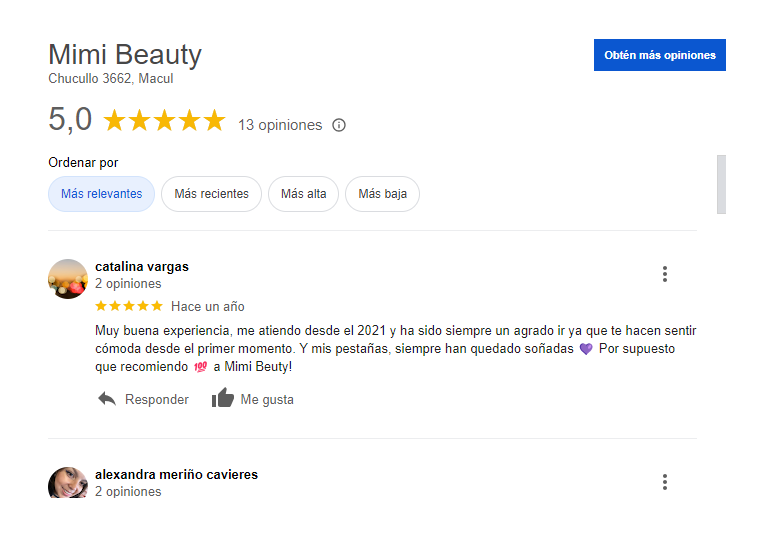 Mimi Beauty
Obtén más opiniones
Chucullo 3662, Macul
5,0 13 opiniones
Ordenar por
Más relevantes Más recientes Más alta Más baja
catalina vargas
2 opiniones
Hace un año
Muy buena experiencia, me atiendo desde el 2021 y ha sido siempre un agrado ir ya que te hacen sentir
cómoda desde el primer momento. Y mis pestañas, siempre han quedado soñadas 💜 Por supuesto
que recomiendo 💯 a Mimi Beuty!
Responder Me gusta
alexandra meriño cavieres
2 opiniones